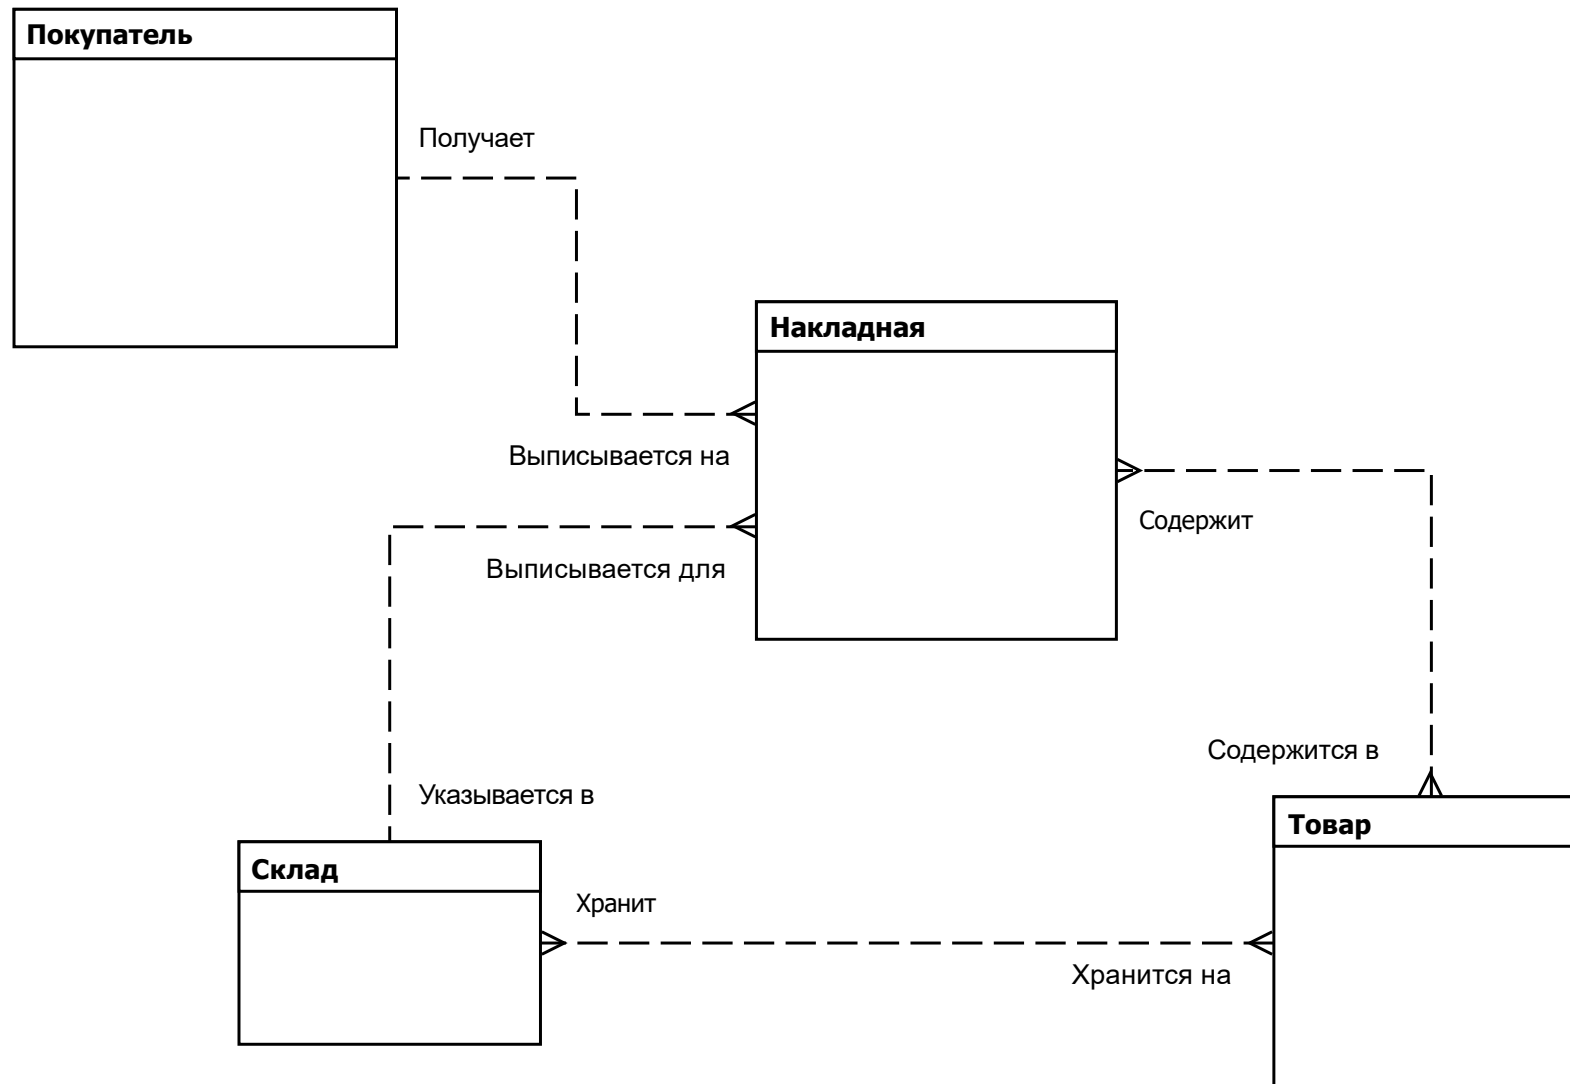 Покупатель
Получает
Накладная
Выписывается на
Содержит
Выписывается для
Содержится в
Указывается в
Товар
Склад
Хранит
Хранится на